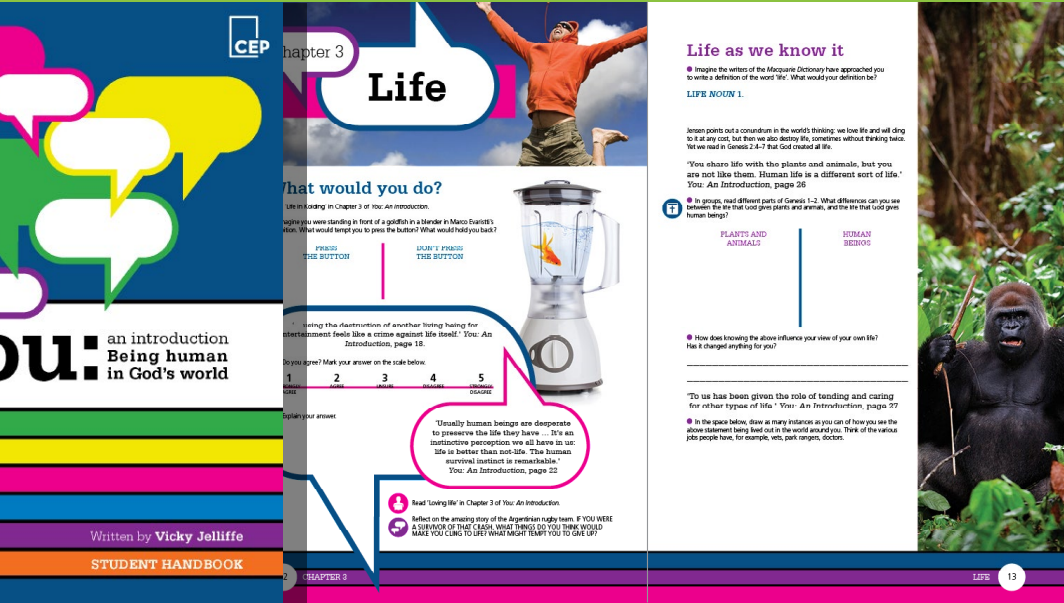 CEP
ou:
an introduction
Being human
in God's world
Written by Vicky Jelliffe
STUDENT HANDBOOK
hapter 3
Life
hat would you do?
'Life in Kolding' in Chapter 3 of You: An Introduction.
agine you were standing in front of a goldfish in a blender in Marco Evaristti's
ition. What would tempt you to press the button? What would hold you back?
PRESS
THE BUTTON
DON'T PRESS
THE BUTTON
using the destruction of another living being for
ntertainment feels like a crime against life itself.' You: An
Introduction, page 18.
Do you agree? Mark your answer on the scale below.
1 2 3 4 5
AGREE
AGREE
UNSURE
DISAGREE
STRONGLY
DISAGREE
Explain your answer.
'Usually human beings are desperate
to preserve the life they have ... It's an
instinctive perception we all have in us:
life is better than not-life. The human
survival instinct is remarkable.'
You: An Introduction, page 22
Read 'Loving life' in Chapter 3 of You: An Introduction.
Reflect on the amazing story of the Argentinian rugby team. IF YOU WERE
A SURVIVOR OF THAT CRASH, WHAT THINGS DO YOU THINK WOULD
MAKE YOU CLING TO LIFE? WHAT MIGHT TEMPT YOU TO GIVE UP?
2 CHAPTER 3
Life as we know it
Imagine the writers of the Macquarie Dictionary have approached you
to write a definition of the word 'life'. What would your definition be?
LIFE NOUN 1.
Jensen points out a conundrum in the world's thinking: we love life and will cling
to it at any cost, but then we also destroy life, sometimes without thinking twice.
Yet we read in Genesis 2:4–7 that God created all life.
'You share life with the plants and animals, but you
are not like them. Human life is a different sort of life.'
You: An Introduction, page 26
In groups, read different parts of Genesis 1–2. What differences can you see
between the life that God gives plants and animals, and the life that God gives
human beings?
PLANTS AND
ANIMALS
HUMAN
BEINGS
How does knowing the above influence your view of your own life?
Has it changed anything for you?
'To us has been given the role of tending and caring
for other types of life.' You: An Introduction, page 27
In the space below, draw as many instances as you can of how you see the
above statement being lived out in the world around you. Think of the various
jobs people have, for example, vets, park rangers, doctors.
LIFE 13